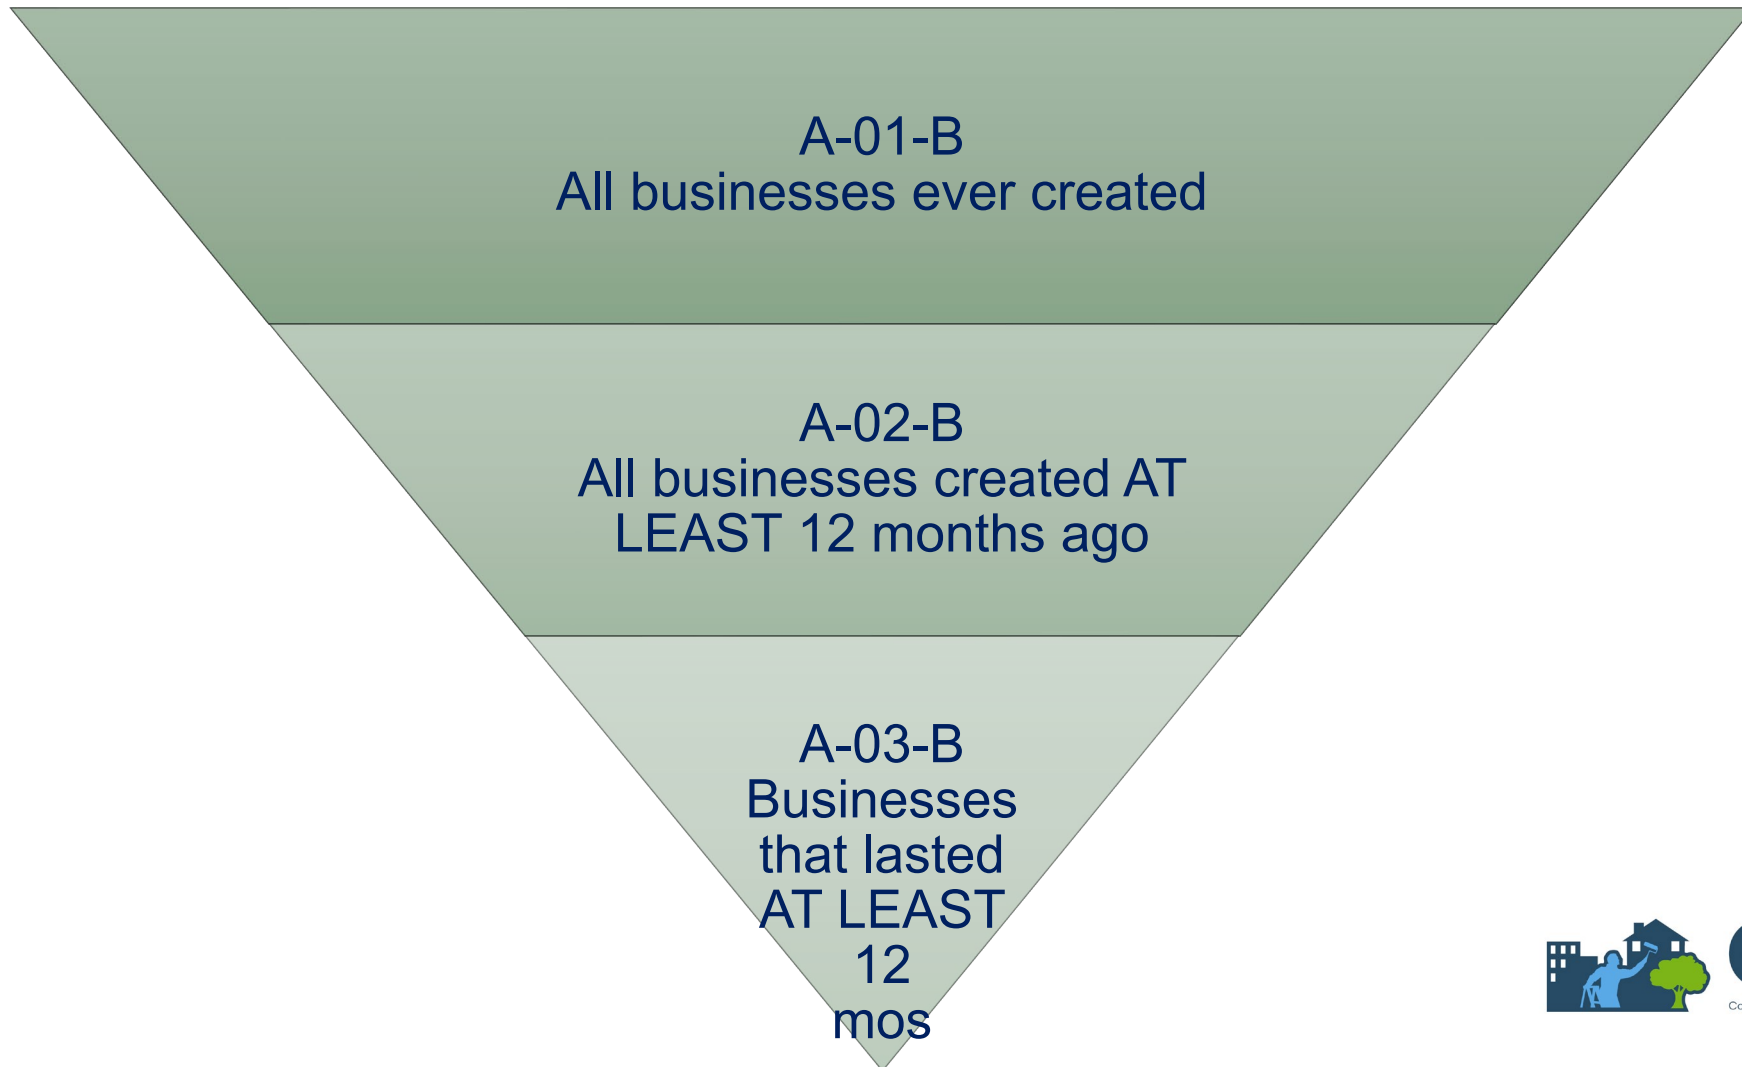 A-01-B
All businesses ever created
A-02-B
All businesses created AT
LEAST 12 months ago
A-03-B
Businesses
that lasted
AT LEAST
12
mos